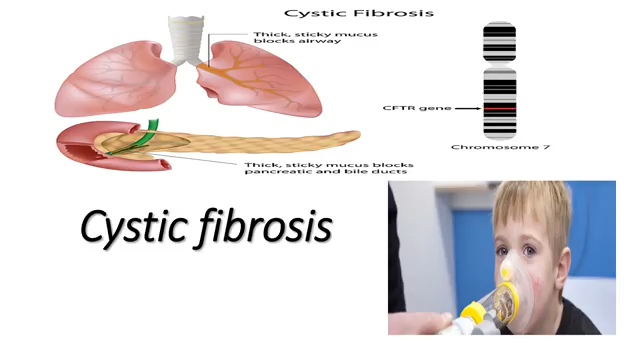 Cystic Fibrosis
Thick, sticky mucus
blocks airway
CFTR gene
Chromosome 7
Thick, sticky mucus blocks
pancreatic and bile ducts
Cystic fibrosis